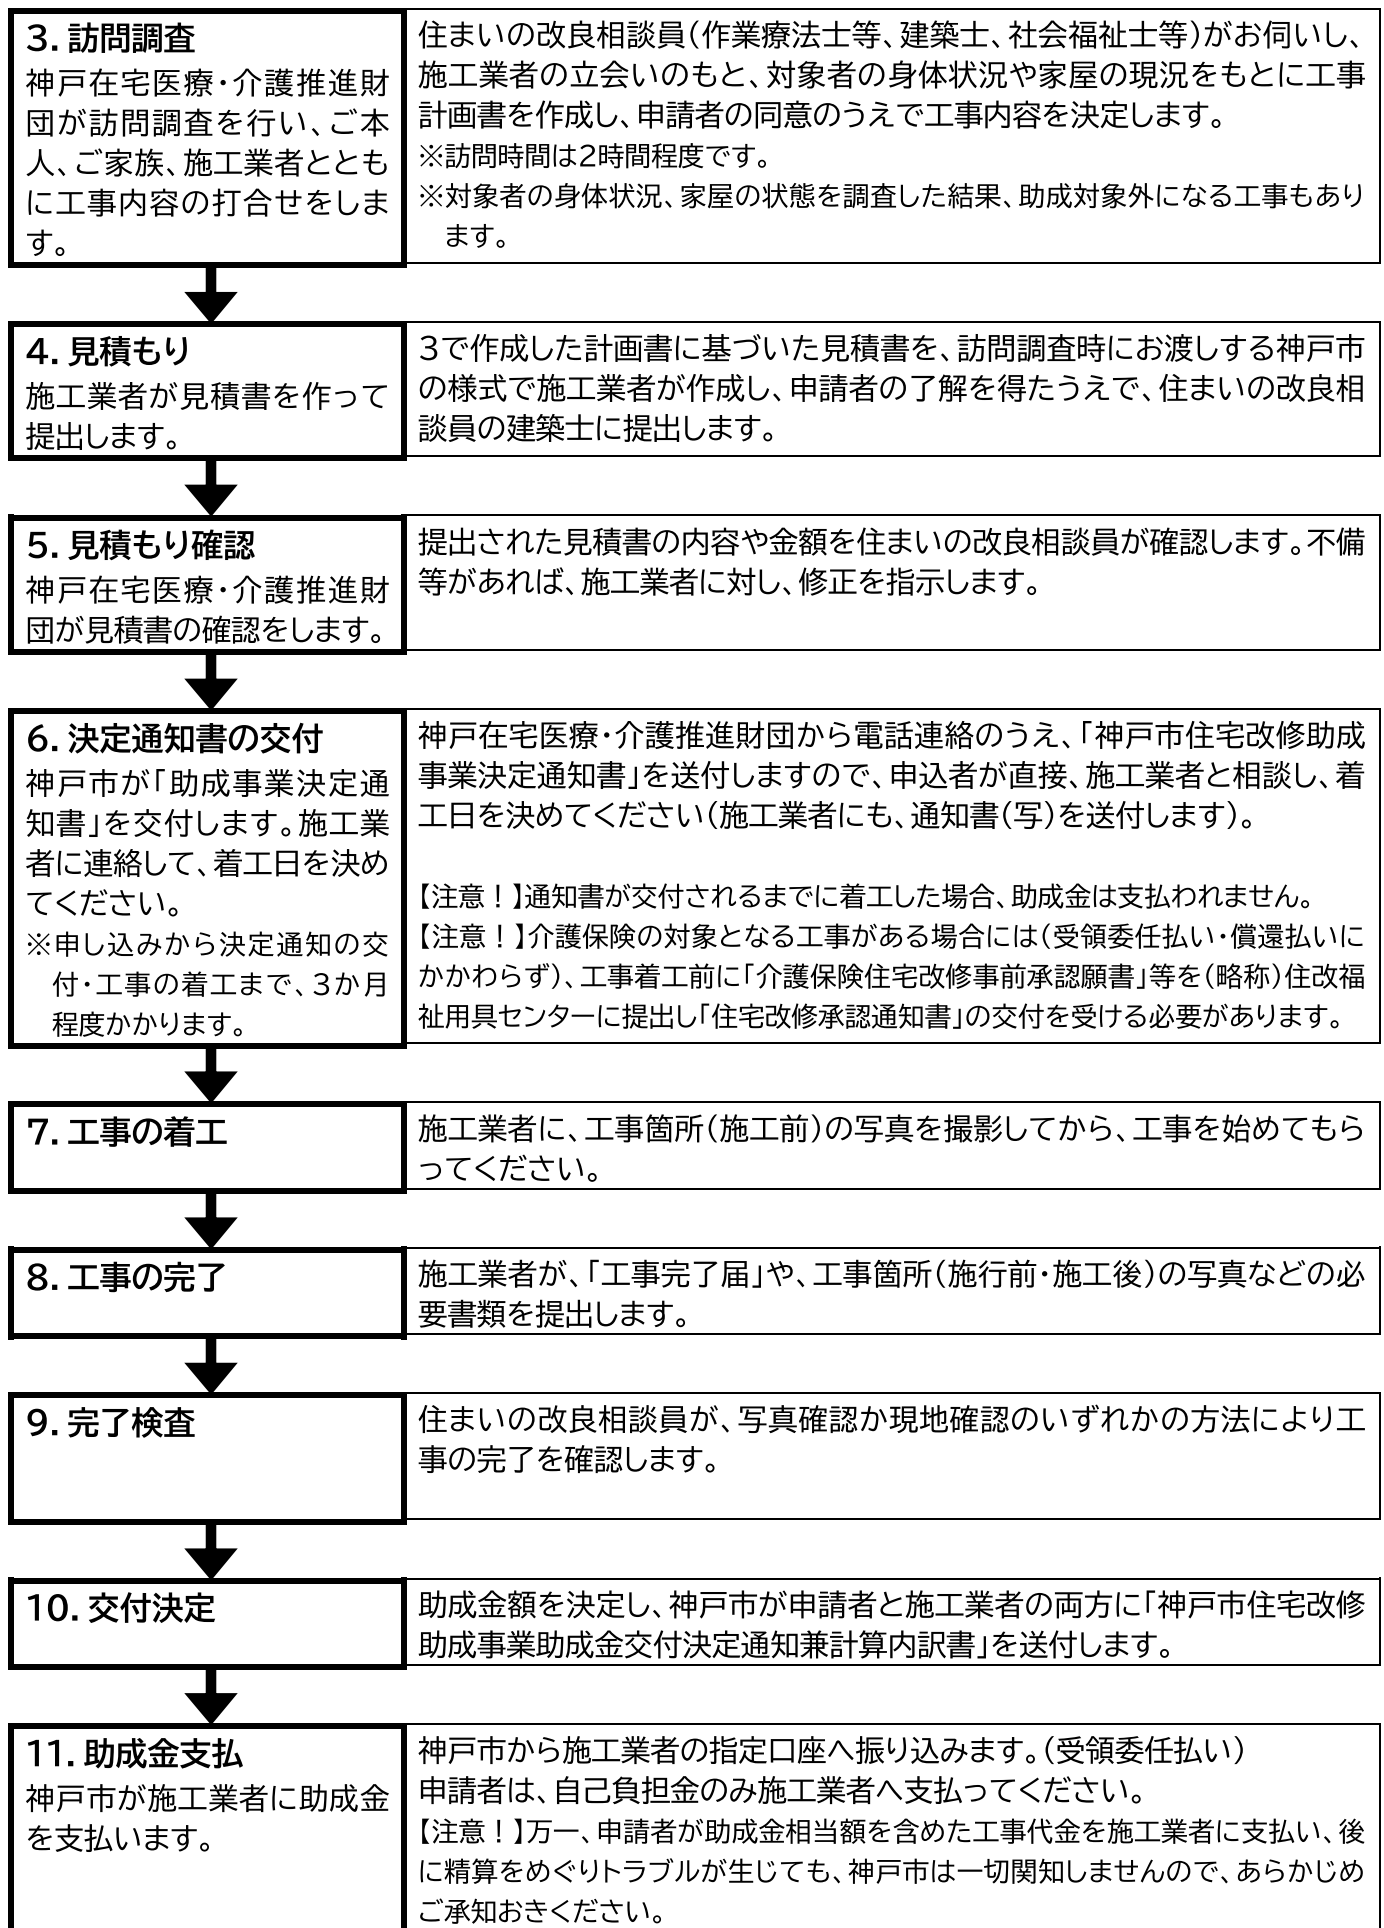 3．訪問調査
神戸在宅医療・介護推進財
団が訪問調査を行い、ご本
人、ご家族、施工業者ととも
に工事内容の打合せをしま
す。
住まいの改良相談員（作業療法士等、建築士、社会福祉士等）がお伺いし、
施工業者の立会いのもと、対象者の身体状況や家屋の現況をもとに工事
計画書を作成し、申請者の同意のうえで工事内容を決定します。
※訪問時間は2時間程度です。
※対象者の身体状況、家屋の状態を調査した結果、助成対象外になる工事もあり
ます。
4．見積もり
施工業者が見積書を作って
提出します。
3で作成した計画書に基づいた見積書を、訪問調査時にお渡しする神戸市
の様式で施工業者が作成し、申請者の了解を得たうえで、住まいの改良相
談員の建築士に提出します。
5．見積もり確認
神戸在宅医療・介護推進財
団が見積書の確認をします。
提出された見積書の内容や金額を住まいの改良相談員が確認します。不備
等があれば、施工業者に対し、修正を指示します。
6．決定通知書の交付
神戸市が「助成事業決定通
知書」を交付します。施工業
者に連絡して、着工日を決め
てください。
※申し込みから決定通知の交
付・工事の着工まで、3か月
程度かかります。
神戸在宅医療・介護推進財団から電話連絡のうえ、「神戸市住宅改修助成
事業決定通知書」を送付しますので、申込者が直接、施工業者と相談し、着
工日を決めてください（施工業者にも、通知書（写）を送付します）。
【注意！】通知書が交付されるまでに着工した場合、助成金は支払われません。
【注意！】介護保険の対象となる工事がある場合には（受領委任払い・償還払いに
かかわらず）、工事着工前に「介護保険住宅改修事前承認願書」等を（略称）住改福
祉用具センターに提出し「住宅改修承認通知書」の交付を受ける必要があります。
7．工事の着工
施工業者に、工事箇所（施工前）の写真を撮影してから、工事を始めてもら
ってください。
8．工事の完了
施工業者が、「工事完了届」や、工事箇所（施行前・施工後）の写真などの必
要書類を提出します。
9．完了検査
住まいの改良相談員が、写真確認か現地確認のいずれかの方法により工
事の完了を確認します。
10．交付決定
助成金額を決定し、神戸市が申請者と施工業者の両方に「神戸市住宅改修
助成事業助成金交付決定通知兼計算内訳書」を送付します。
11．助成金支払
神戸市が施工業者に助成金
を支払います。
神戸市から施工業者の指定口座へ振り込みます。（受領委任払い）
申請者は、自己負担金のみ施工業者へ支払ってください。
【注意！】万一、申請者が助成金相当額を含めた工事代金を施工業者に支払い、後
に精算をめぐりトラブルが生じても、神戸市は一切関知しませんので、あらかじめ
ご承知おきください。